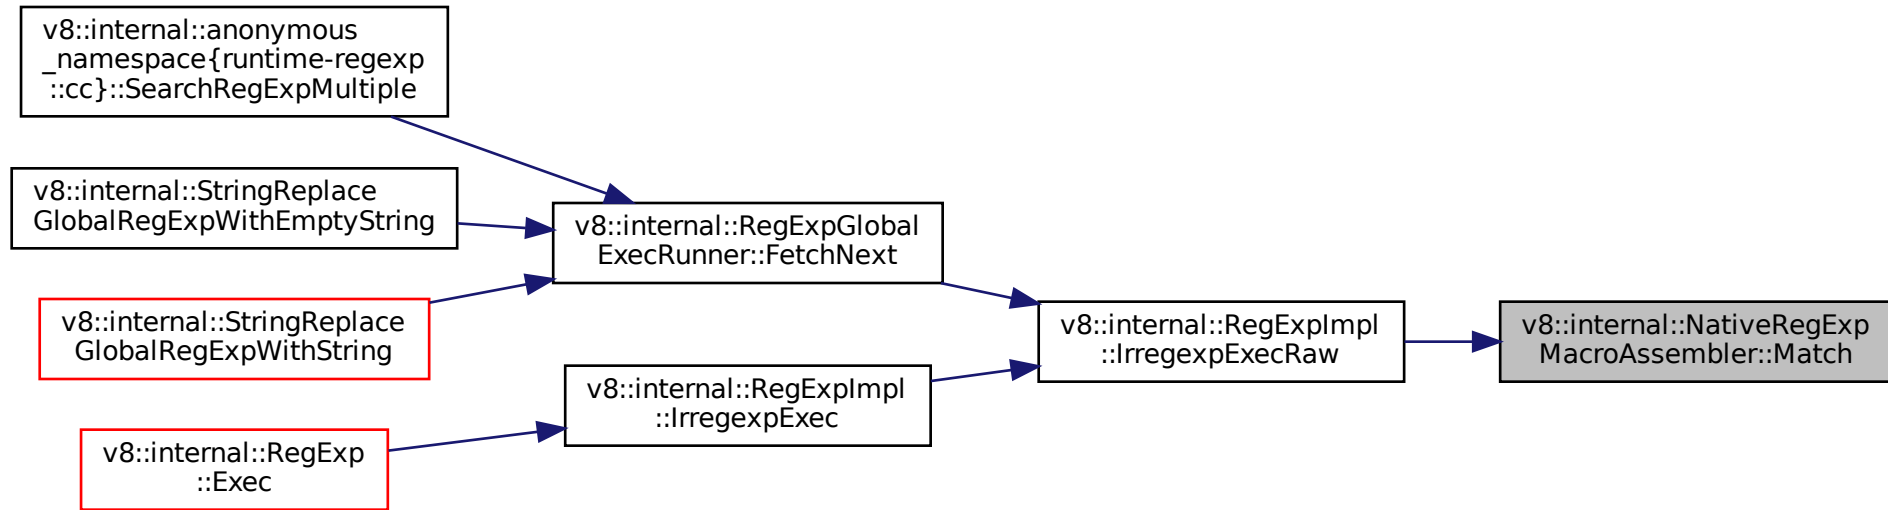 v8::internal::anonymous
_namespace{runtime-regexp
::cc}::SearchRegExpMultiple
v8::internal::StringReplace
GlobalRegExpWithEmptyString
v8::internal::StringReplace
GlobalRegExpWithString
v8::internal::RegExp
::Exec
v8::internal::RegExpGlobal
ExecRunner::FetchNext
v8::internal::RegExpImpl
::IrregexpExec
v8::internal::RegExpImpl
::IrregexpExecRaw
v8::internal::NativeRegExp
MacroAssembler::Match